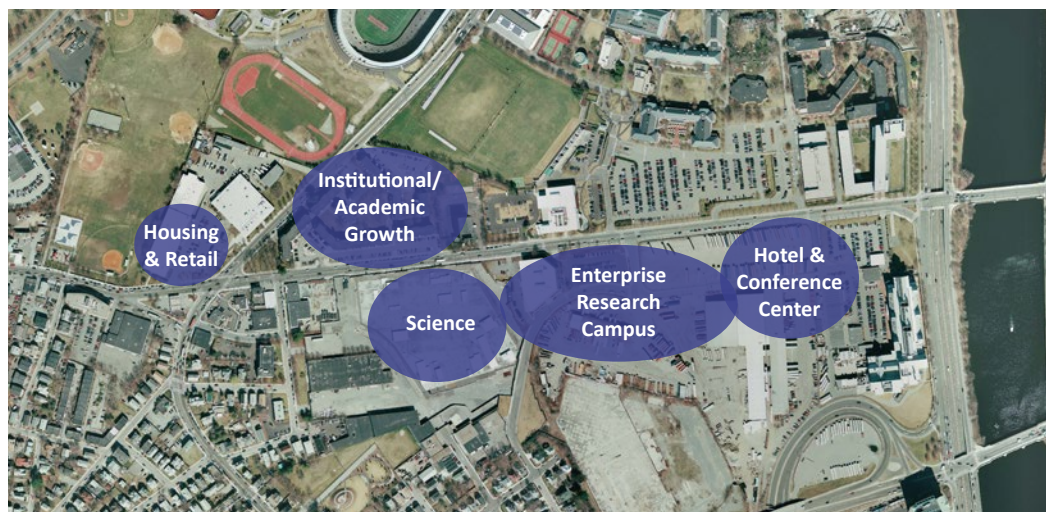 Institutional/
Academic
Growth
Housing
& Retail
Science
Enterprise
Research
Campus
Hotel &
Conference
Center